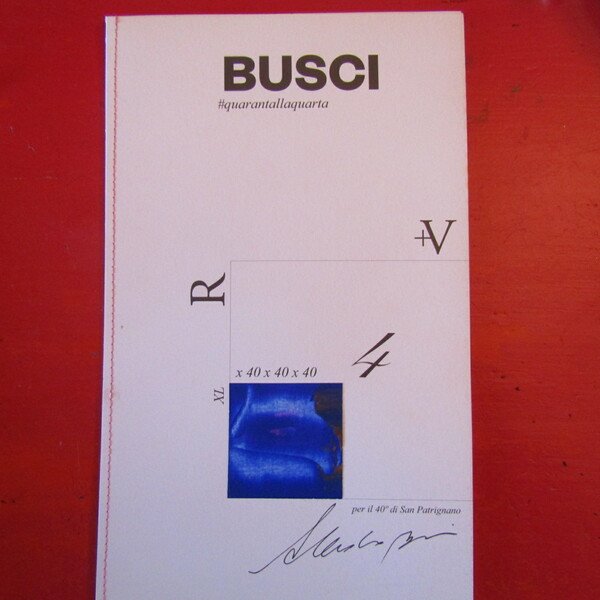 BUSCI
#quarantallaquarta
+V
R
4
x 40 x 40 x 40
XL
per il 40° di San Patrignano